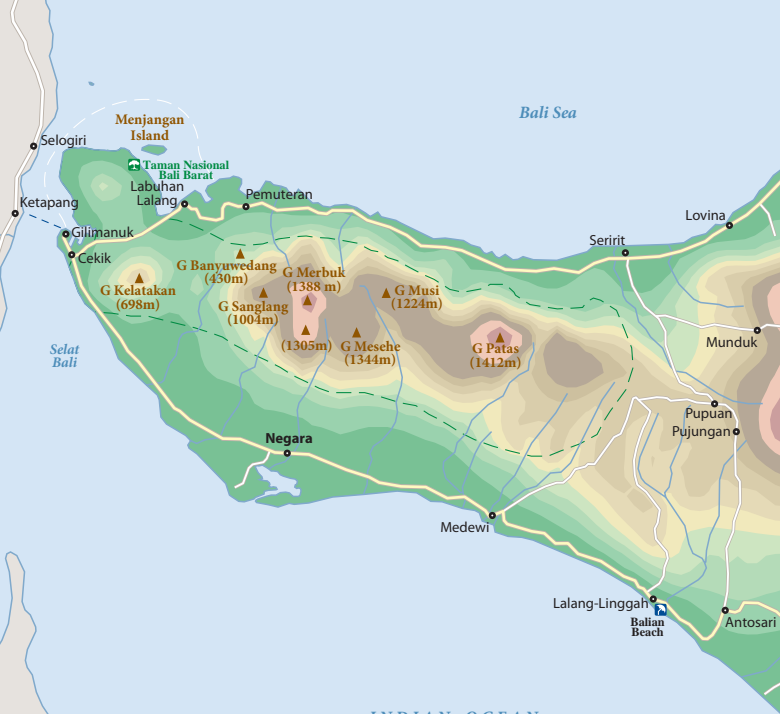 Bali Sea
Menjangan
Island
Selogiri
Taman Nasional
Bali Barat
Labuhan
Lalang
Pemuteran
Ketapang
Gilimanuk
Lovina
Seririt
Cekik
G Banyuwedang
(430m)
G Merbuk
(1388 m)
G Kelatakan
(698m)
G Musi
(1224m)
G Sanglang
(1004m)
(1305m)
G Mesehe
(1344m)
G Patas
(1412m)
Munduk
Selat
Bali
Pupuan
Pujungan
Negara
Medewi
Lalang-Linggah
Balian
Beach
Antosari
INDIAN OCEAN